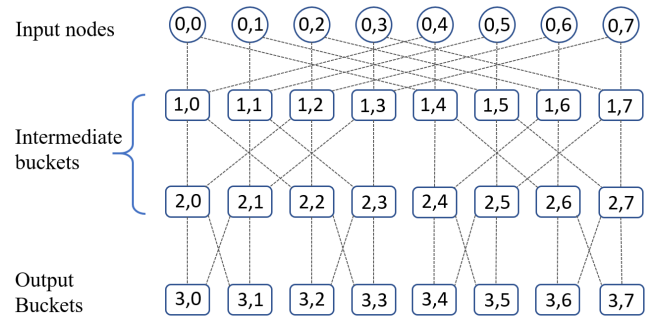 Input nodes
0,0 0,1 0,2 0,3 0,4 0,5 0,6 0,7
1,0 1,1 1,2 1,3 1,4 1,5 1,6 1,7
Intermediate
buckets
2,0 2,1 2,2 2,3 2,4 2,5 2,6 2,7
Output
Buckets
3,0 3,1 3,2 3,3 3,4 3,5 3,6 3,7